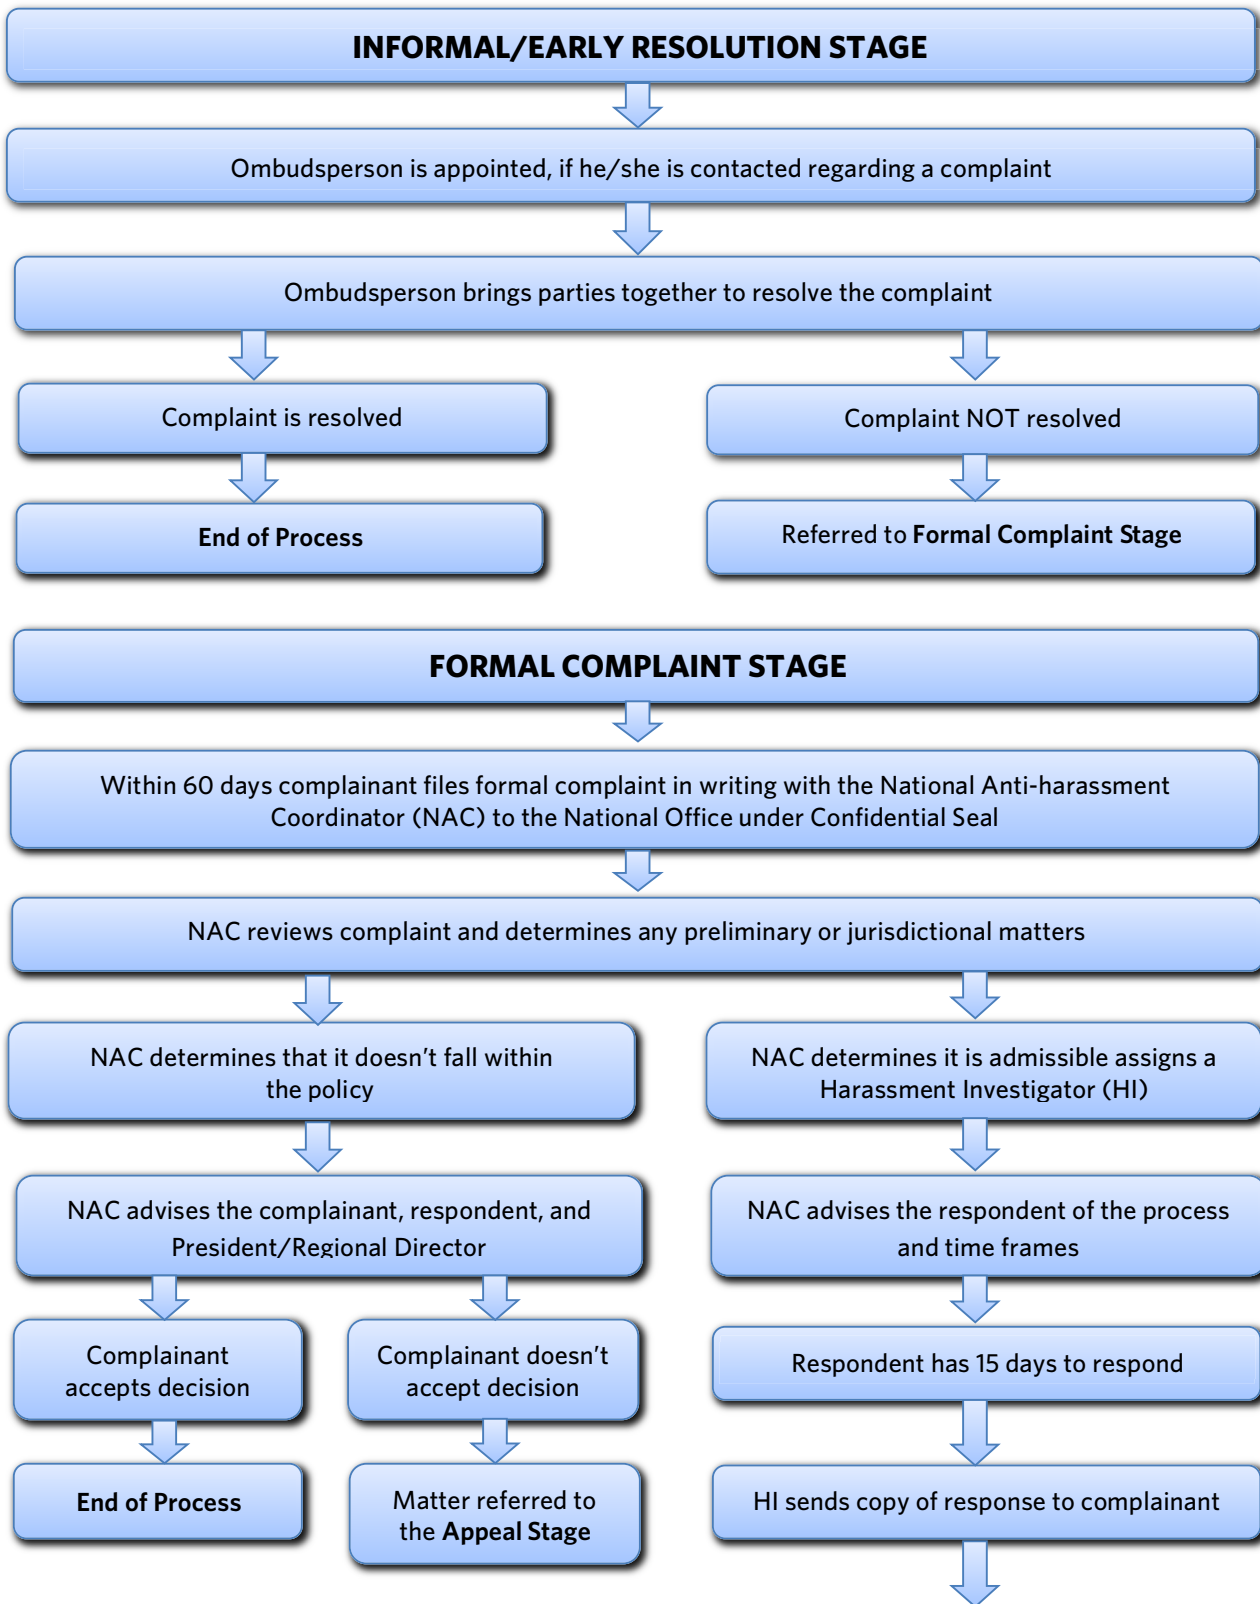 INFORMAL/EARLY RESOLUTION STAGE
Ombudsperson is appointed, if he/she is contacted regarding a complaint
Ombudsperson brings parties together to resolve the complaint
Complaint is resolved
Complaint NOT resolved
End of Process
Referred to Formal Complaint Stage
FORMAL COMPLAINT STAGE
Within 60 days complainant files formal complaint in writing with the National Anti-harassment
Coordinator (NAC) to the National Office under Confidential Seal
NAC reviews complaint and determines any preliminary or jurisdictional matters
NAC determines that it doesn't fall within
the policy
NAC determines it is admissible assigns a
Harassment Investigator (HI)
NAC advises the complainant, respondent, and
President/Regional Director
NAC advises the respondent of the process
and time frames
Complainant
accepts decision
Complainant doesn't
accept decision
Respondent has 15 days to respond
End of Process
Matter referred to
the Appeal Stage
HI sends copy of response to complainant